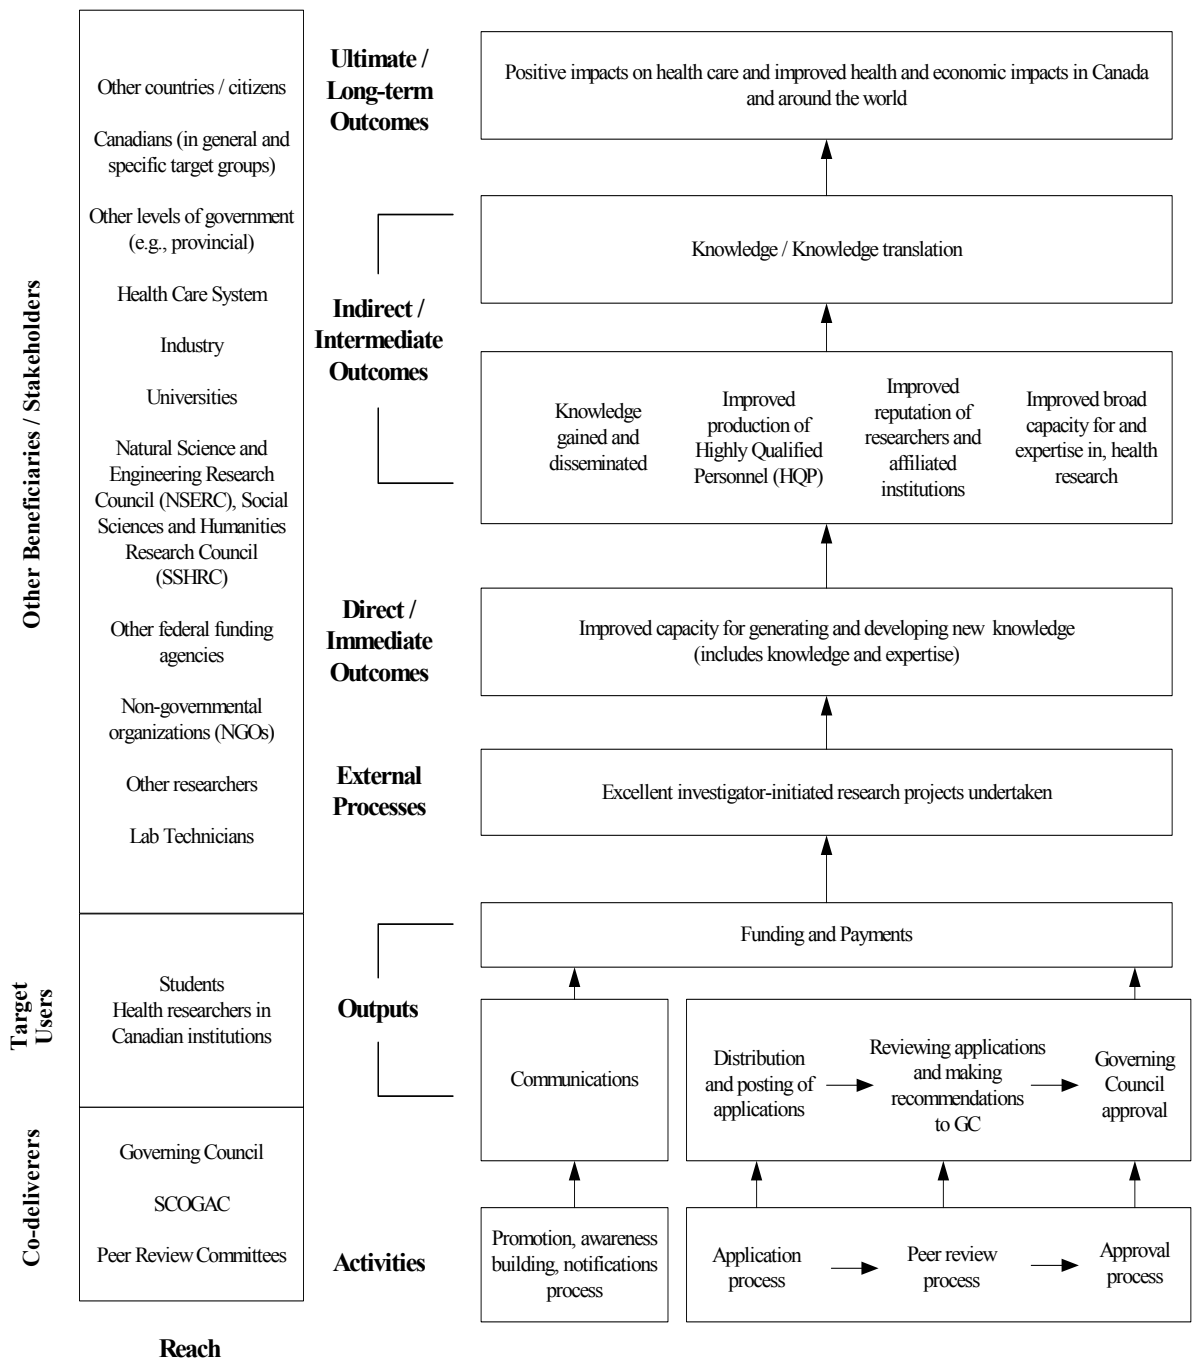 Other Beneficiaries / Stakeholders
Other countries / citizens
Canadians (in general and
specific target groups)
Other levels of government
(e.g., provincial)
Health Care System
Industry
Universities
Natural Science and
Engineering Research
Council (NSERC), Social
Sciences and Humanities
Research Council
(SSHRC)
Other federal funding
agencies
Non-governmental
organizations (NGOs)
Other researchers
Lab Technicians
Target
Users
Students
Health researchers in
Canadian institutions
Co-deliverers
Governing Council
SCOGAC
Peer Review Committees
Reach
Ultimate /
Long-term
Outcomes
Positive impacts on health care and improved health and economic impacts in Canada
and around the world
Indirect /
Intermediate
Outcomes
Knowledge / Knowledge translation
Knowledge
gained and
disseminated
Improved
production of
Highly Qualified
Personnel (HQP)
Improved
reputation of
researchers and
affiliated
institutions
Improved broad
capacity for and
expertise in, health
research
Direct /
Immediate
Outcomes
Improved capacity for generating and developing new knowledge
(includes knowledge and expertise)
External
Processes
Excellent investigator-initiated research projects undertaken
Outputs
Funding and Payments
Communications
Distribution
and posting of
applications
Reviewing applications
and making
recommendations
to GC
Governing
Council
approval
Activities
Promotion, awareness
building, notifications
process
Application
process
Peer review
process
Approval
process